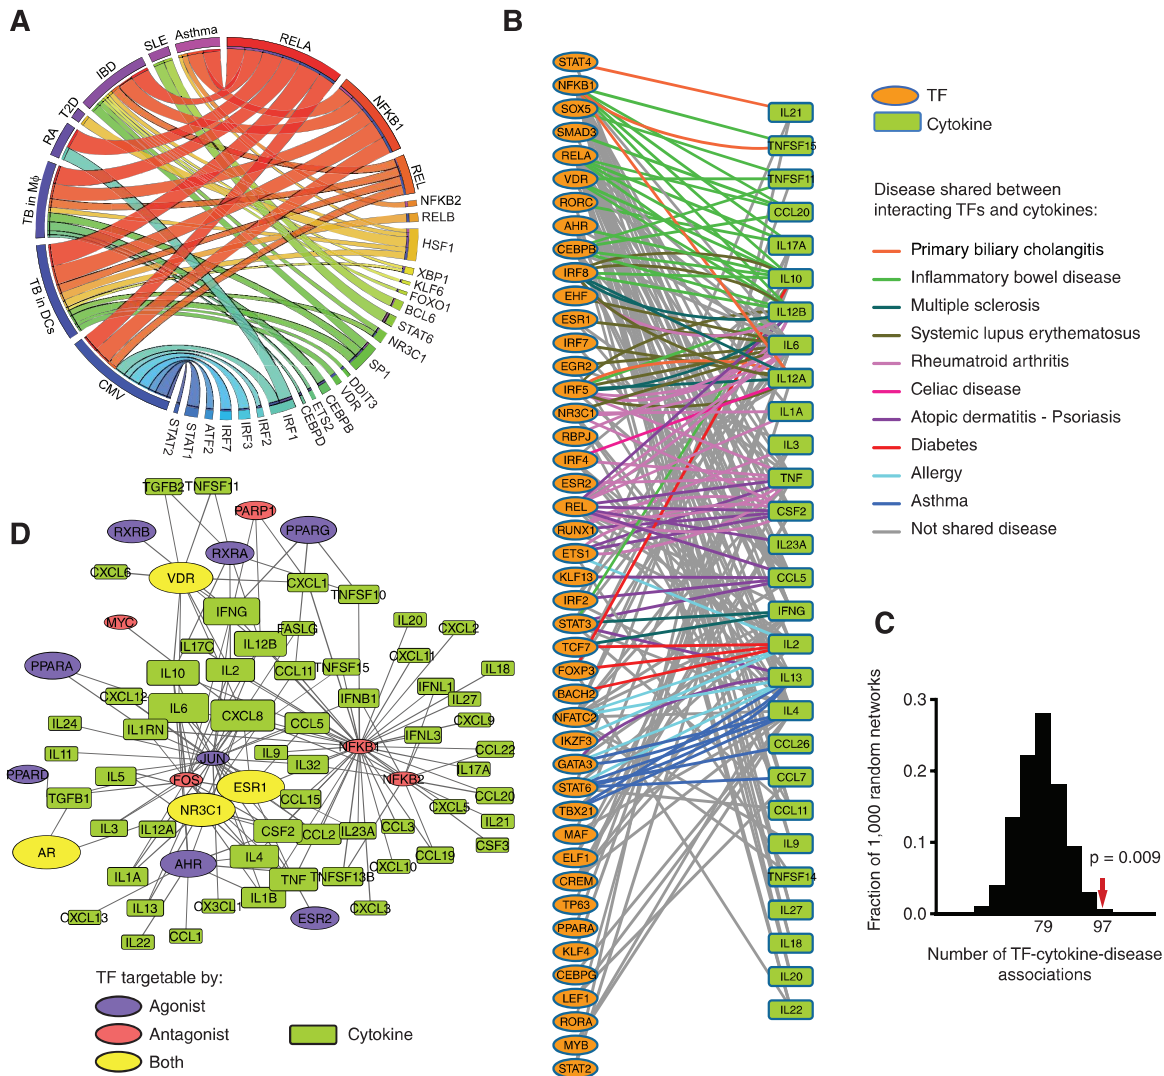 A
SLE
Asthma
RELA
IBD
NFKB1
T2D
RA
REL
TB in Mϕ
NFKB2
RELB
HSF1
XBP1
KLF6
FOXO1
BCL6
STAT6
NR3C1
SP1
DDIT3
VDR
CEBPB
ETS2
CEBPD
IRF1
IRF2
IRF3
IRF7
ATF2
STAT1
STAT2
CMV
TB in DCs
B
STAT4
NFKB1
SOX5
SMAD3
RELA
VDR
RORC
AHR
CEBPB
IRF8
EHF
ESR1
IRF7
EGR2
IRF5
NR3C1
RBPJ
IRF4
ESR2
REL
RUNX1
ETS1
KLF13
IRF2
STAT3
TCF7
FOXP3
BACH2
NFATC2
IKZF3
GATA3
STAT6
TBX21
MAF
ELF1
CREM
TP63
PPARA
KLF4
CEBPG
LEF1
RORA
MYB
STAT2
IL21
TNFSF15
TNFSF11
CCL20
IL17A
IL10
IL12B
IL6
IL12A
IL1A
IL3
TNF
CSF2
IL23A
CCL5
IFNG
IL2
IL13
IL4
CCL26
CCL7
CCL11
IL9
TNFSF14
IL27
IL18
IL20
IL22
TF
Cytokine
Disease shared between
interacting TFs and cytokines:
Primary biliary cholangitis
Inflammatory bowel disease
Multiple sclerosis
Systemic lupus erythematosus
Rheumatoid arthritis
Celiac disease
Atopic dermatitis - Psoriasis
Diabetes
Allergy
Asthma
Not shared disease
C
Fraction of 1,000 random networks
0.3
0.2
0.1
0.0
p = 0.009
79
97
Number of TF-cytokine-disease
associations
D
TGFB2
TNFSF11
PARP1
RXRB
RXRA
PPARG
CXCL6
VDR
CXCL1
TNFSF10
IFNG
MYC
FASLG
IL20
CXCL2
IL17C
IL12B
CXCL11
PPARA
IL10
IL2
CCL11
TNFSF15
IL18
IFNL1
CXCL12
IL6
IFNB1
IL27
CXCL8
IL24
IL1RN
CCL5
CXCL9
IFNL3
NFKB1
CCL22
IL11
JUN
IL9
IL32
IL17A
PPARD
IL5
FOS
ESR1
NFKB2
TGFB1
CCL15
CCL20
NR3C1
CXCL5
IL21
IL3
IL12A
CSF2
CCL2
IL23A
CCL3
CSF3
AR
AHR
IL4
CCL19
CXCL10
IL1A
TNF
TNFSF13B
IL1B
CXCL13
IL13
CX3CL1
ESR2
CXCL3
IL22
CCL1
TF targetable by:
Agonist
Antagonist
Both
Cytokine